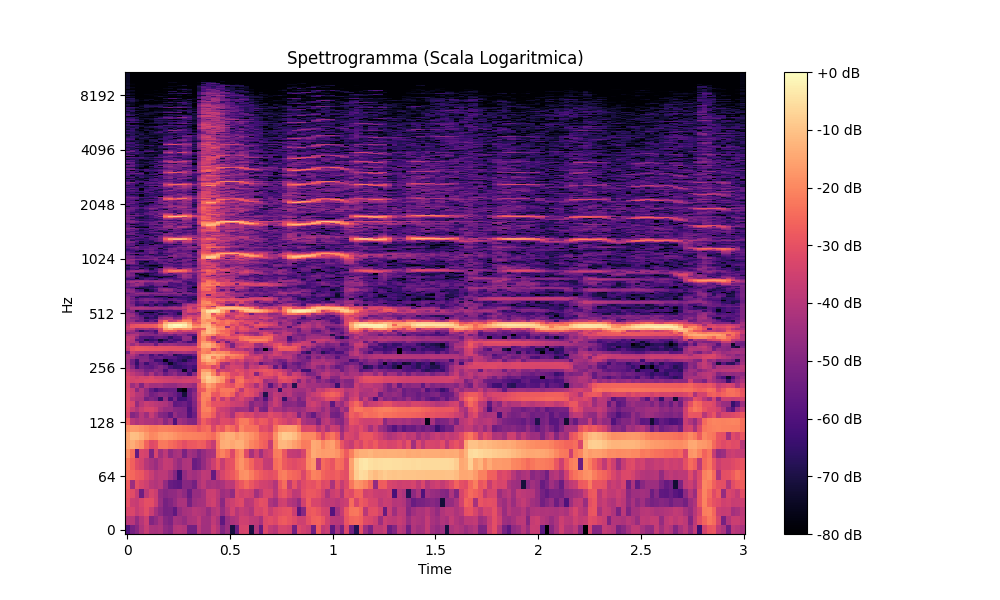 Spettrogramma (Scala Logaritmica)
Hz
8192
4096
2048
1024
512
256
128
64
0
0 0.5 1 1.5 2 2.5 3
Time
+0 dB
-10 dB
-20 dB
-30 dB
-40 dB
-50 dB
-60 dB
-70 dB
-80 dB